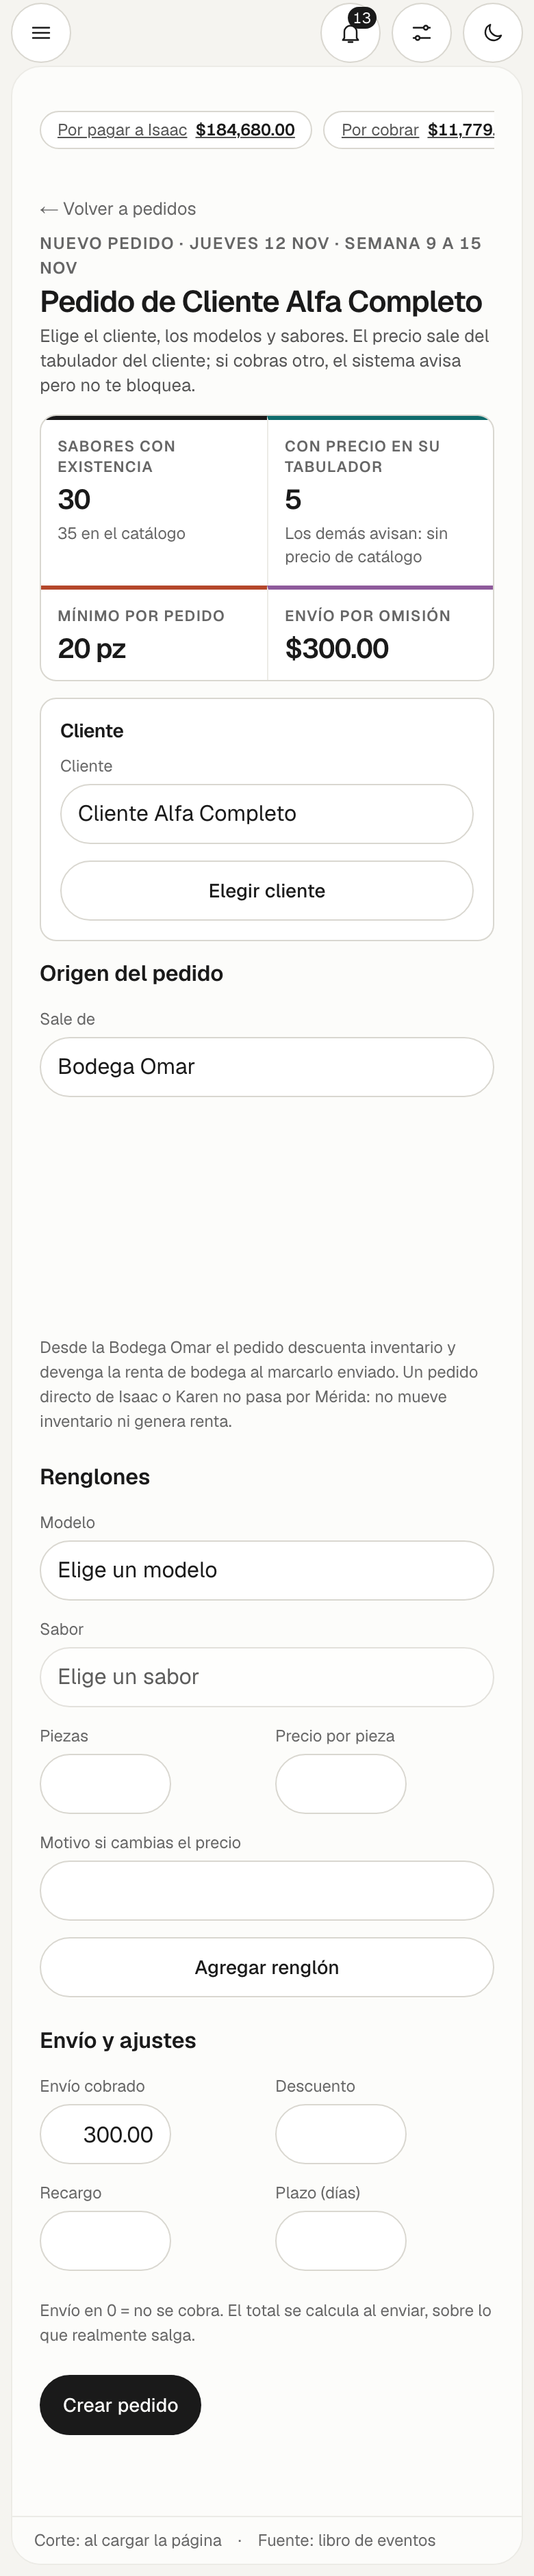 13
Por pagar a Isaac $184,680.00 Por cobrar $11,779.
← Volver a pedidos
NUEVO PEDIDO · JUEVES 12 NOV · SEMANA 9 A 15
NOV
Pedido de Cliente Alfa Completo
Elige el cliente, los modelos y sabores. El precio sale del
tabulador del cliente; si cobras otro, el sistema avisa
pero no te bloquea.
SABORES CON
EXISTENCIA
30
35 en el catálogo
CON PRECIO EN SU
TABULADOR
5
Los demás avisan: sin
precio de catálogo
MÍNIMO POR PEDIDO
20 pz
ENVÍO POR OMISIÓN
$300.00
Cliente
Cliente
Cliente Alfa Completo
Elegir cliente
Origen del pedido
Sale de
Bodega Omar
Desde la Bodega Omar el pedido descuenta inventario y
devenga la renta de bodega al marcarlo enviado. Un pedido
directo de Isaac o Karen no pasa por Mérida: no mueve
inventario ni genera renta.
Renglones
Modelo
Elige un modelo
Sabor
Elige un sabor
Piezas Precio por pieza
Motivo si cambias el precio
Agregar renglón
Envío y ajustes
Envío cobrado Descuento
300.00
Recargo Plazo (días)
Envío en 0 = no se cobra. El total se calcula al enviar, sobre lo
que realmente salga.
Crear pedido
Corte: al cargar la página · Fuente: libro de eventos